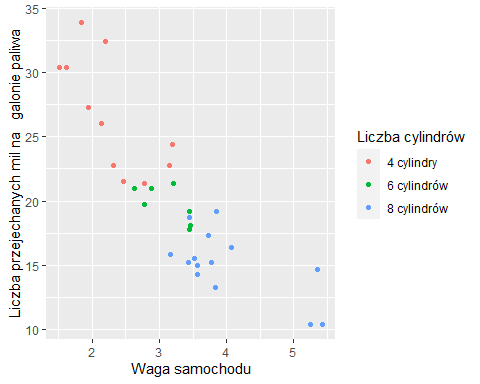 Liczba przejechanych mil na galonie paliwa
35
30
25
20
15
10
2 3 4 5
Waga samochodu
Liczba cylindrów
4 cylindry
6 cylindrów
8 cylindrów